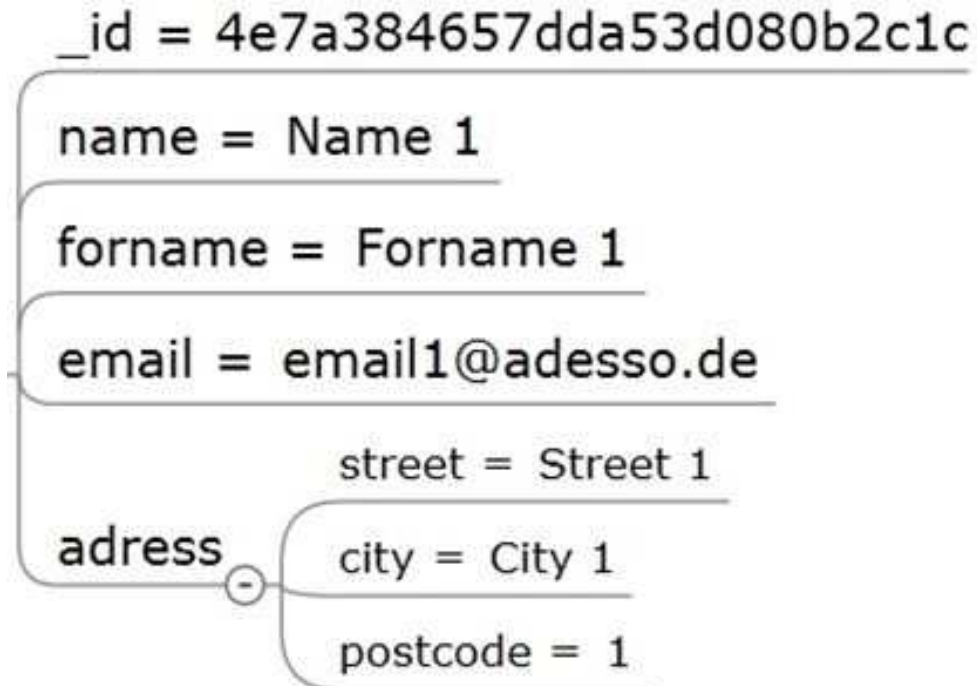 _id = 4e7a384657dda53d080b2c1c
name = Name 1
forname = Forname 1
email = email1@adesso.de
street = Street 1
adress
city = City 1
postcode = 1